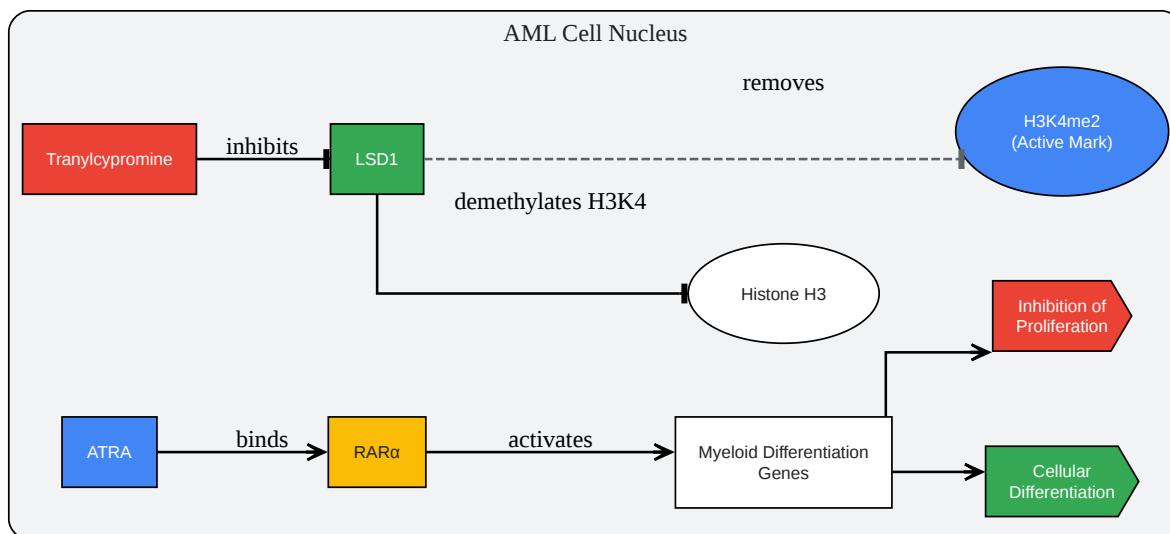 AML Cell Nucleus
removes
H3K4me2
(Active Mark)
Tranylcypromine
inhibits
LSD1
demethylates H3K4
Histone H3
Inhibition of
Proliferation
ATRA
binds
RARα
activates
Myeloid Differentiation
Genes
Cellular
Differentiation